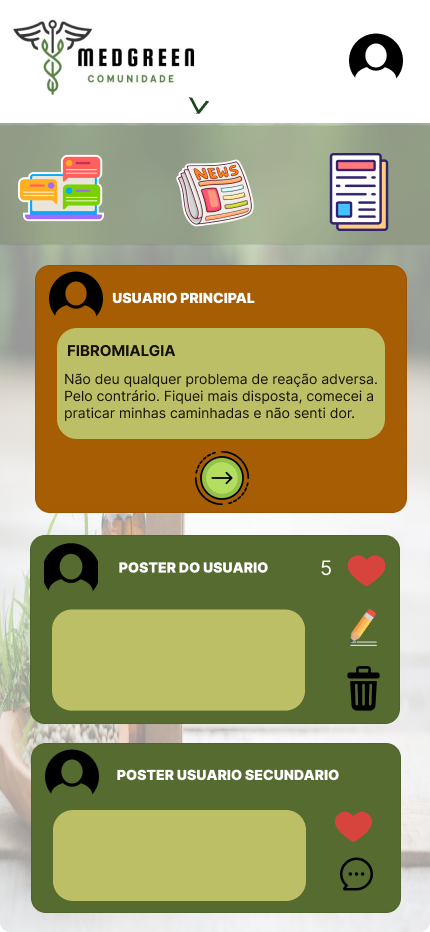 MEDGREEN
COMUNIDADE
NEWS
USUARIO PRINCIPAL
FIBROMIALGIA
Não deu qualquer problema de reação adversa.
Pelo contrário. Fiquei mais disposta, comecei a
praticar minhas caminhadas e não senti dor.
POSTER DO USUARIO
5
POSTER USUARIO SECUNDARIO